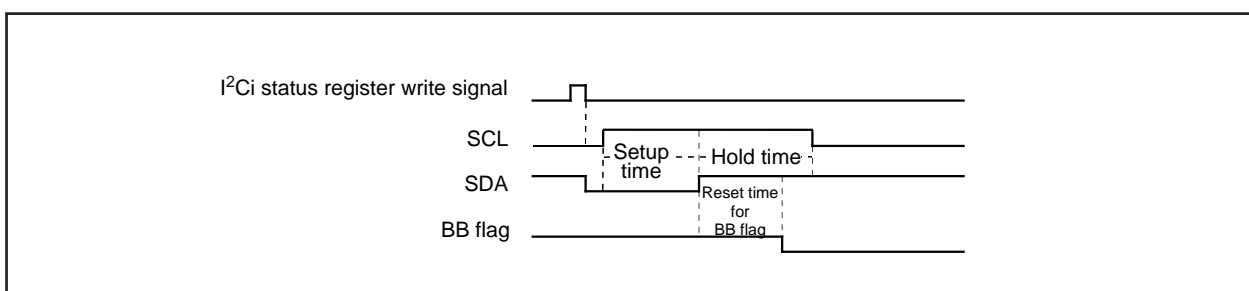 I²Ci status register write signal
SCL
Setup
time
Hold time
SDA
Reset time
for
BB flag
BB flag